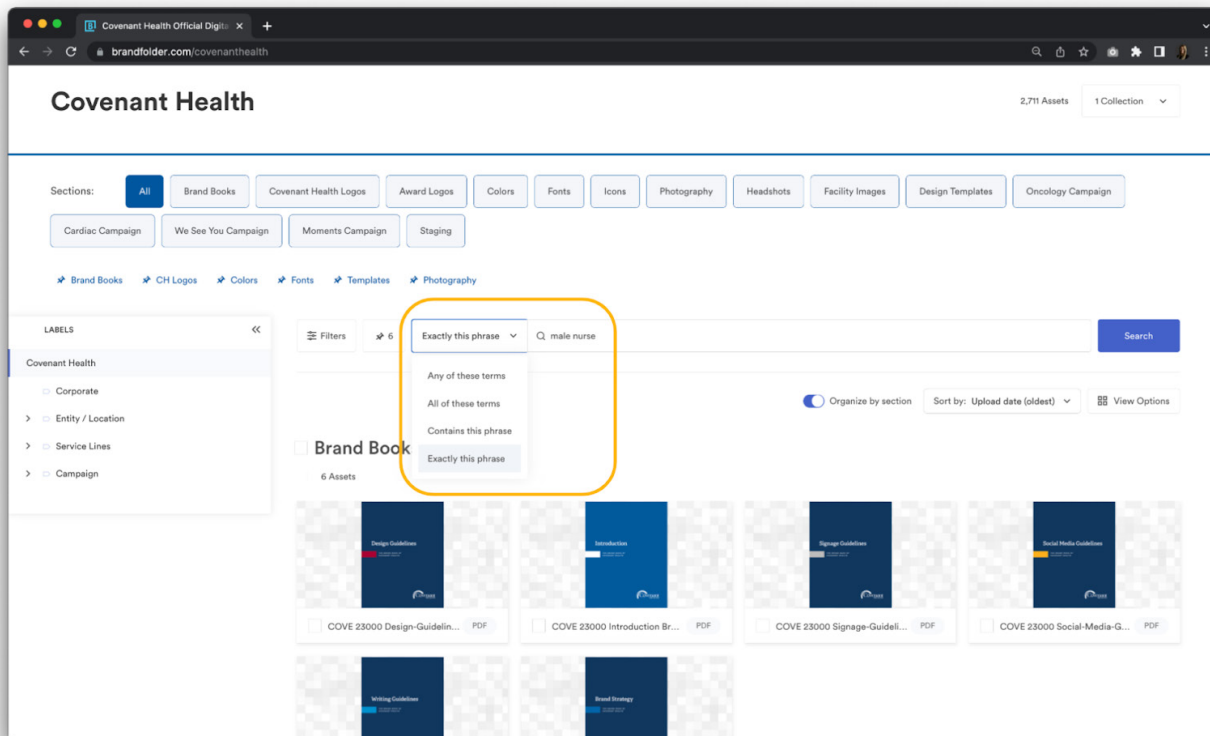 Covenant Health Official Digita
brandfolder.com/covenanthealth
Covenant Health
2,711 Assets
1 Collection
Sections:
All
Brand Books
Covenant Health Logos
Award Logos
Colors
Fonts
Icons
Photography
Headshots
Facility Images
Design Templates
Oncology Campaign
Cardiac Campaign
We See You Campaign
Moments Campaign
Staging
Brand Books
CH Logos
Colors
Fonts
Templates
Photography
LABELS
Covenant Health
Corporate
Entity / Location
Service Lines
Campaign
Filters
6
Exactly this phrase
male nurse
Search
Any of these terms
All of these terms
Contains this phrase
Exactly this phrase
Organize by section
Sort by: Upload date (oldest)
View Options
Brand Book
6 Assets
Design Guidelines
Introduction
Signage Guidelines
Social Media Guidelines
COVE 23000 Design-Guidelin...
PDF
COVE 23000 Introduction Br...
PDF
COVE 23000 Signage-Guideli...
PDF
COVE 23000 Social-Media-G...
PDF
Writing Guidelines
Brand Strategy